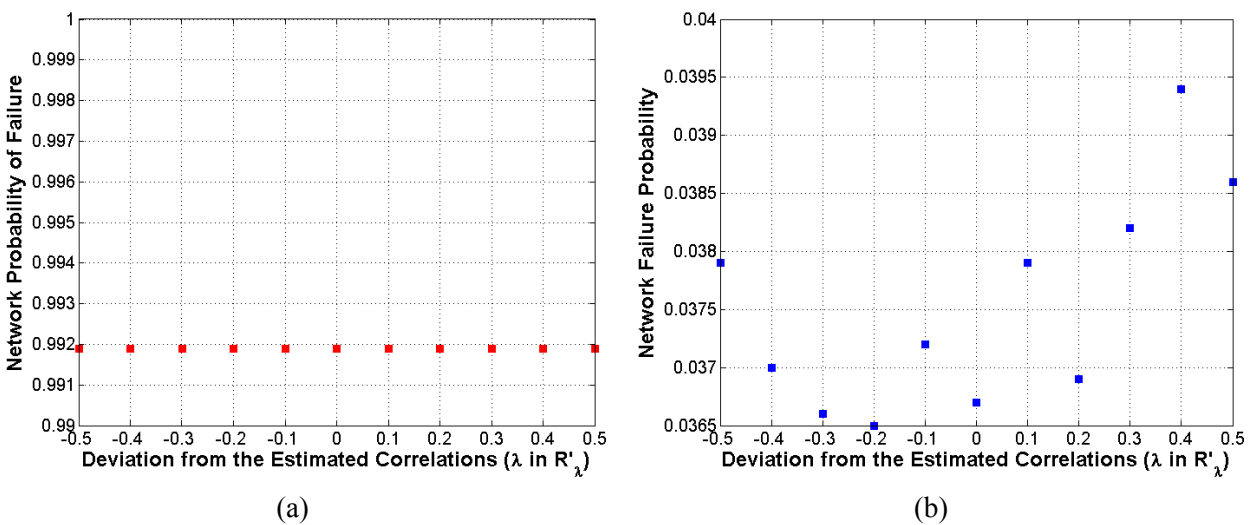 Network Probability of Failure
1
0.999
0.998
0.997
0.996
0.995
0.994
0.993
0.992
0.991
0.99
-0.5 -0.4 -0.3 -0.2 -0.1 0 0.1 0.2 0.3 0.4 0.5
Deviation from the Estimated Correlations (λ in R'λ)
(a)
Network Failure Probability
0.04
0.0395
0.039
0.0385
0.038
0.0375
0.037
0.0365
-0.5 -0.4 -0.3 -0.2 -0.1 0 0.1 0.2 0.3 0.4 0.5
Deviation from the Estimated Correlations (λ in R'λ)
(b)